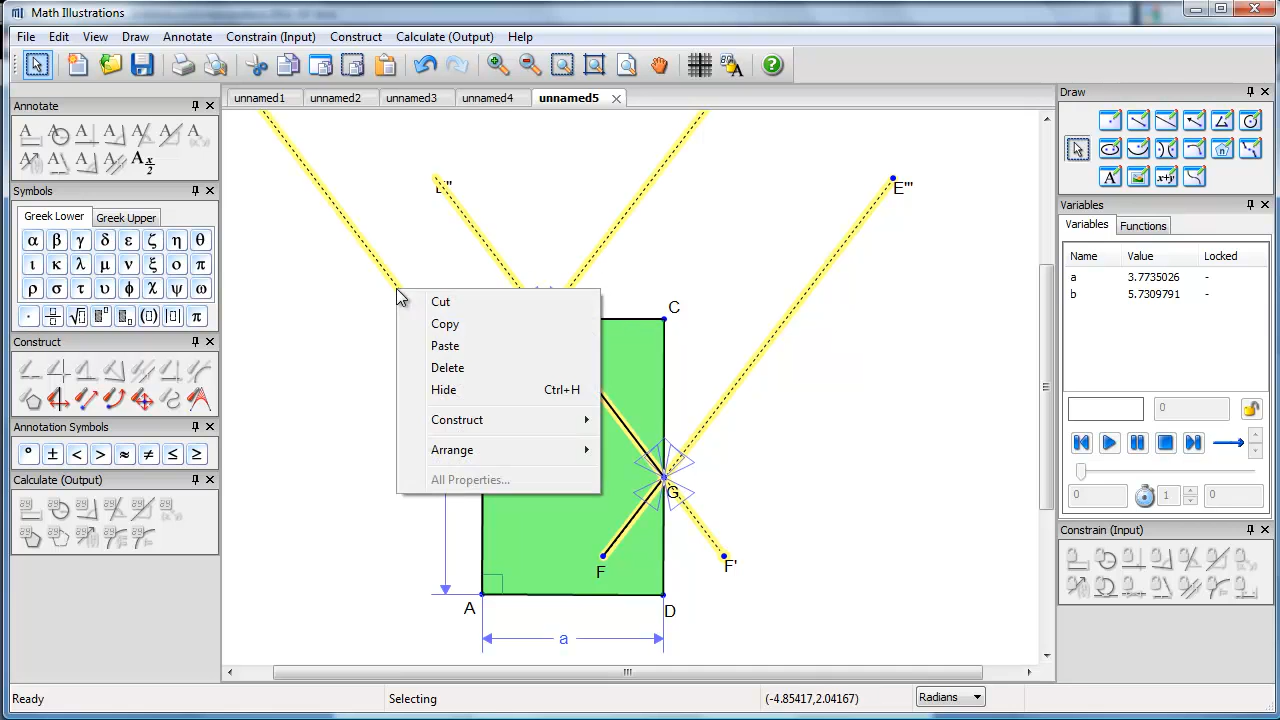 Math Illustrations
File Edit View Draw Annotate Constrain (Input) Construct Calculate (Output) Help
unnamed1 unnamed2 unnamed3 unnamed4 unnamed5
Annotate
Symbols
Greek Lower Greek Upper
α β γ δ ε ζ η θ
ι κ λ μ ν ξ ο π
ρ σ τ υ ϕ χ ψ ω
π
Construct
Annotation Symbols
° ± < > ≈ ≠ ≤ ≥
Calculate (Output)
E'''
C
Cut
Copy
Paste
Delete
Hide Ctrl+H
Construct
Arrange
All Properties...
G
F
F'
A
D
a
Draw
Variables
Variables Functions
Name Value Locked
a 3.7735026 -
b 5.7309791 -
0
0 1 0
Constrain (Input)
Ready Selecting (-4.85417,2.04167) Radians